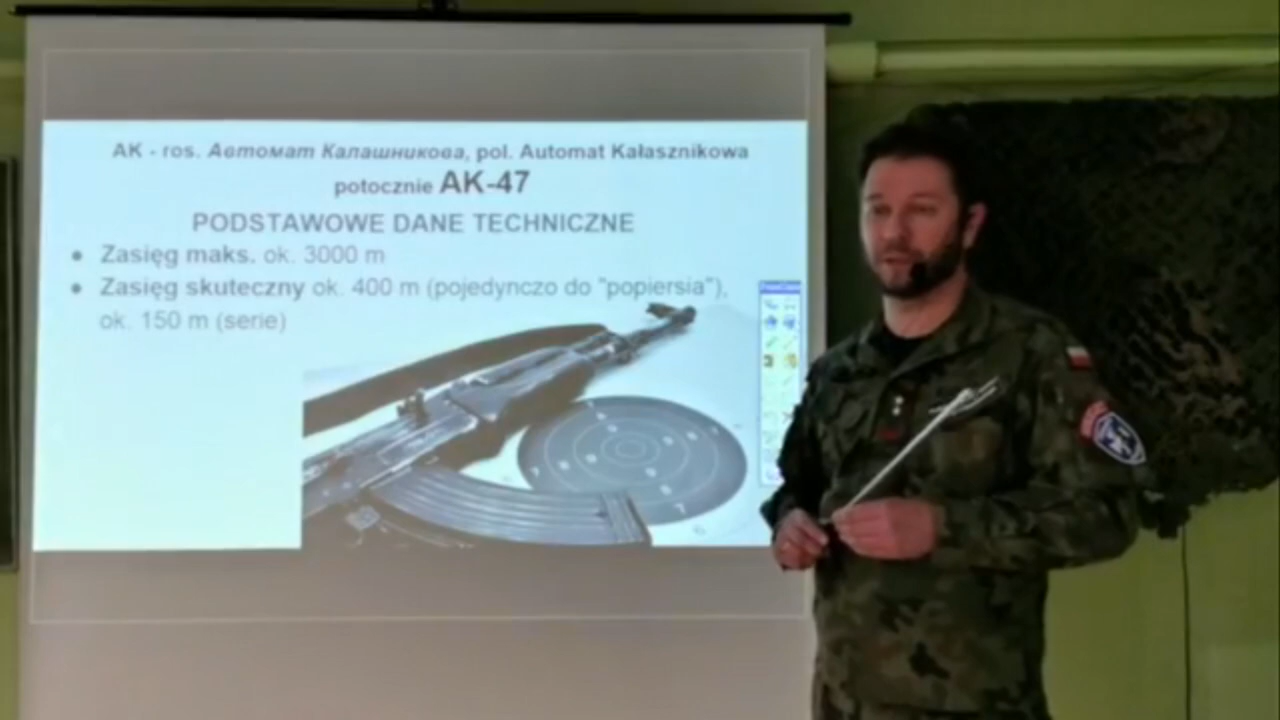 AK - ros. Автомат Калашникова, pol. Automat Kałasznikowa
potocznie AK-47
PODSTAWOWE DANE TECHNICZNE
• Zasięg maks. ok. 3000 m
• Zasięg skuteczny ok. 400 m (pojedynczo do "popiersia"),
ok. 150 m (serie)